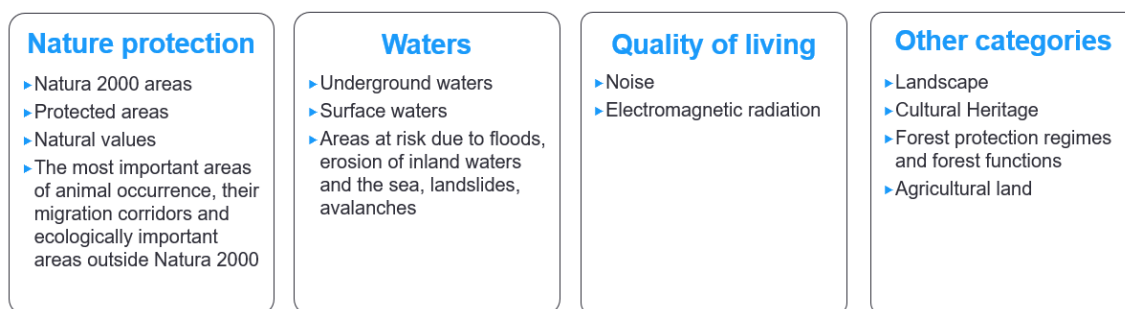 Nature protection
▸Natura 2000 areas
▸Protected areas
▸Natural values
▸The most important areas
of animal occurrence, their
migration corridors and
ecologically important
areas outside Natura 2000
Waters
▸Underground waters
▸Surface waters
▸Areas at risk due to floods,
erosion of inland waters
and the sea, landslides,
avalanches
Quality of living
▸Noise
▸Electromagnetic radiation
Other categories
▸Landscape
▸Cultural Heritage
▸Forest protection regimes
and forest functions
▸Agricultural land